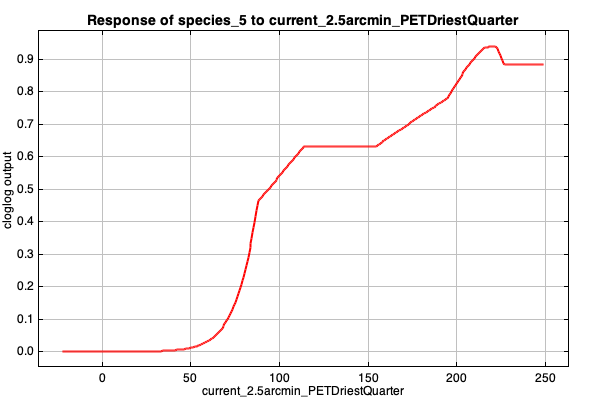 Response of species_5 to current_2.5arcmin_PETDriestQuarter
cloglog output
0.9
0.8
0.7
0.6
0.5
0.4
0.3
0.2
0.1
0.0
0 50 100 150 200 250
current_2.5arcmin_PETDriestQuarter